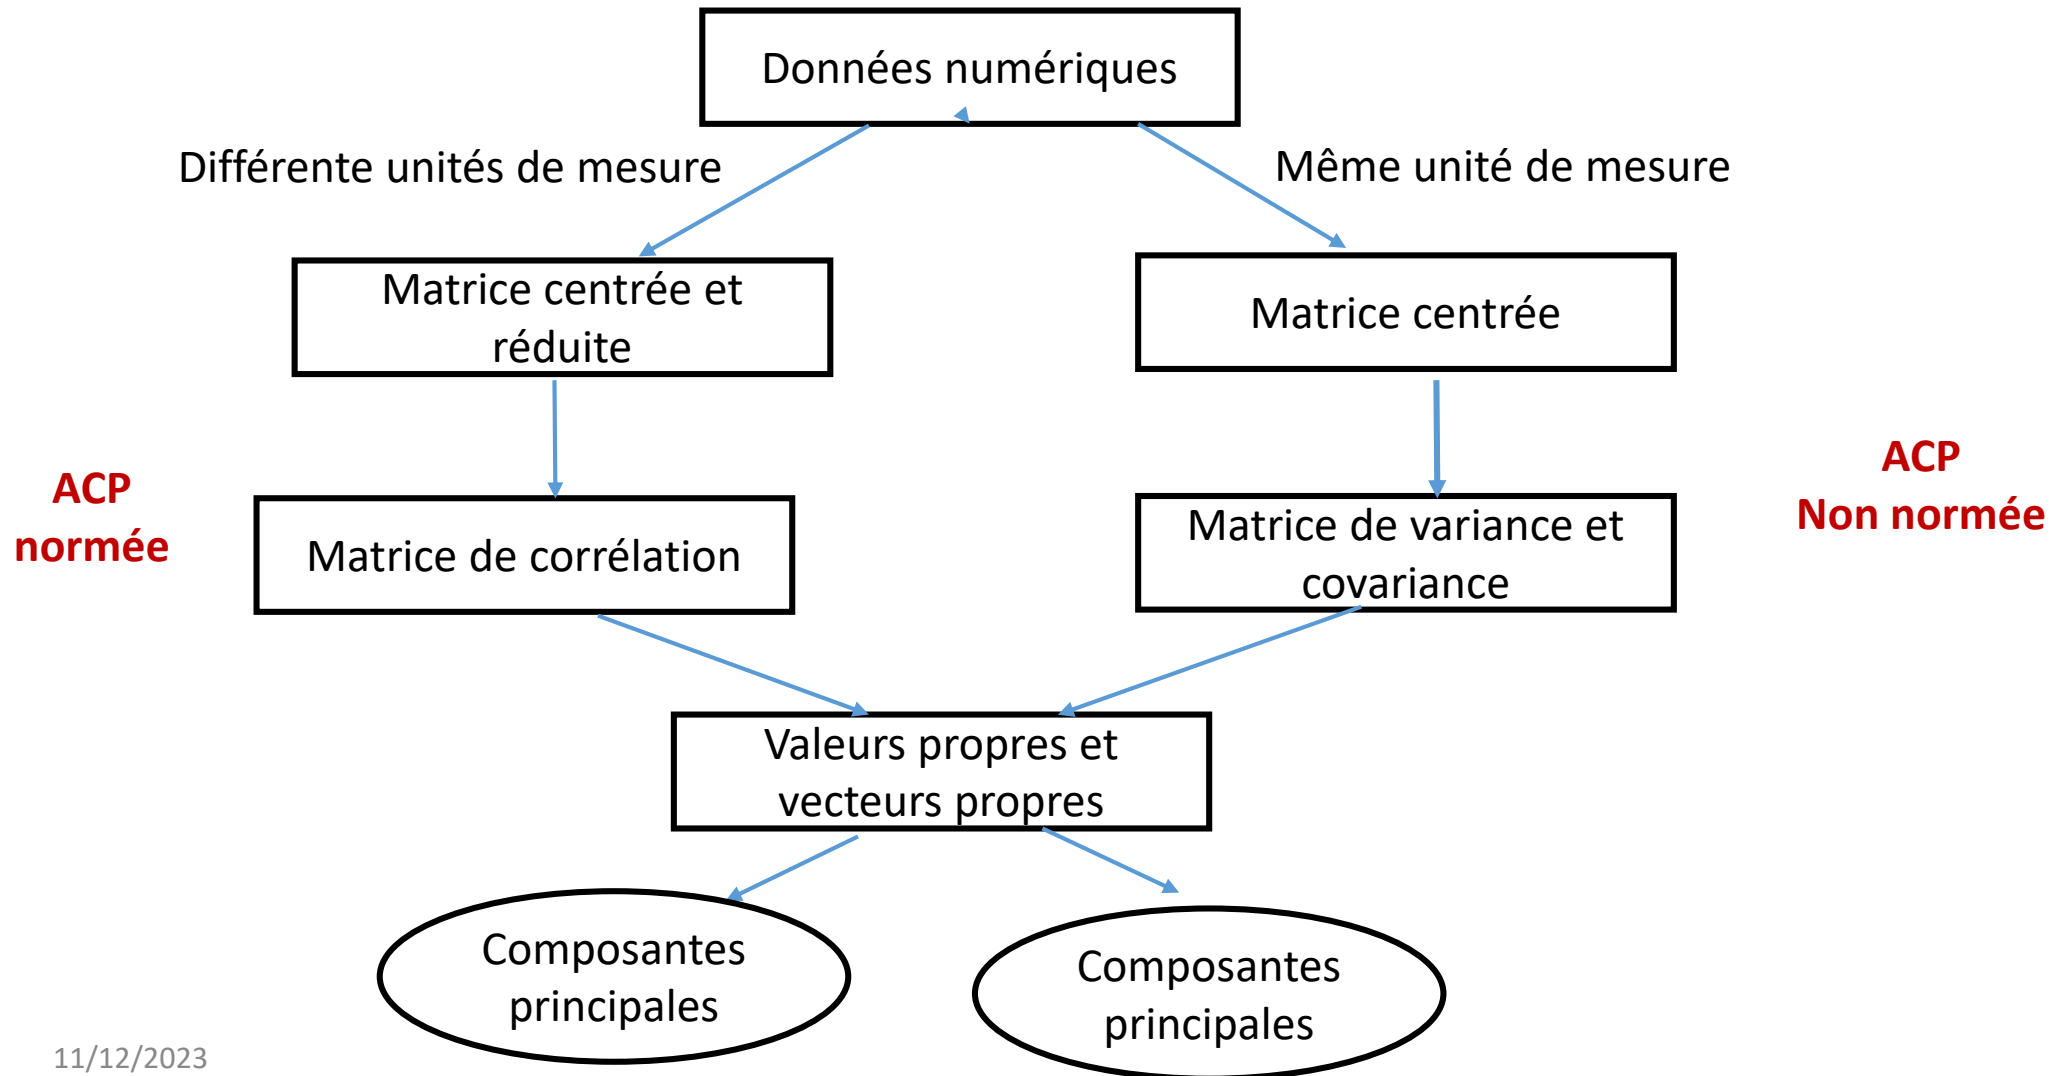 Données numériques
Différente unités de mesure
Même unité de mesure
Matrice centrée et
réduite
Matrice centrée
ACP
normée
ACP
Non normée
Matrice de corrélation
Matrice de variance et
covariance
Valeurs propres et
vecteurs propres
Composantes
principales
Composantes
principales
11/12/2023